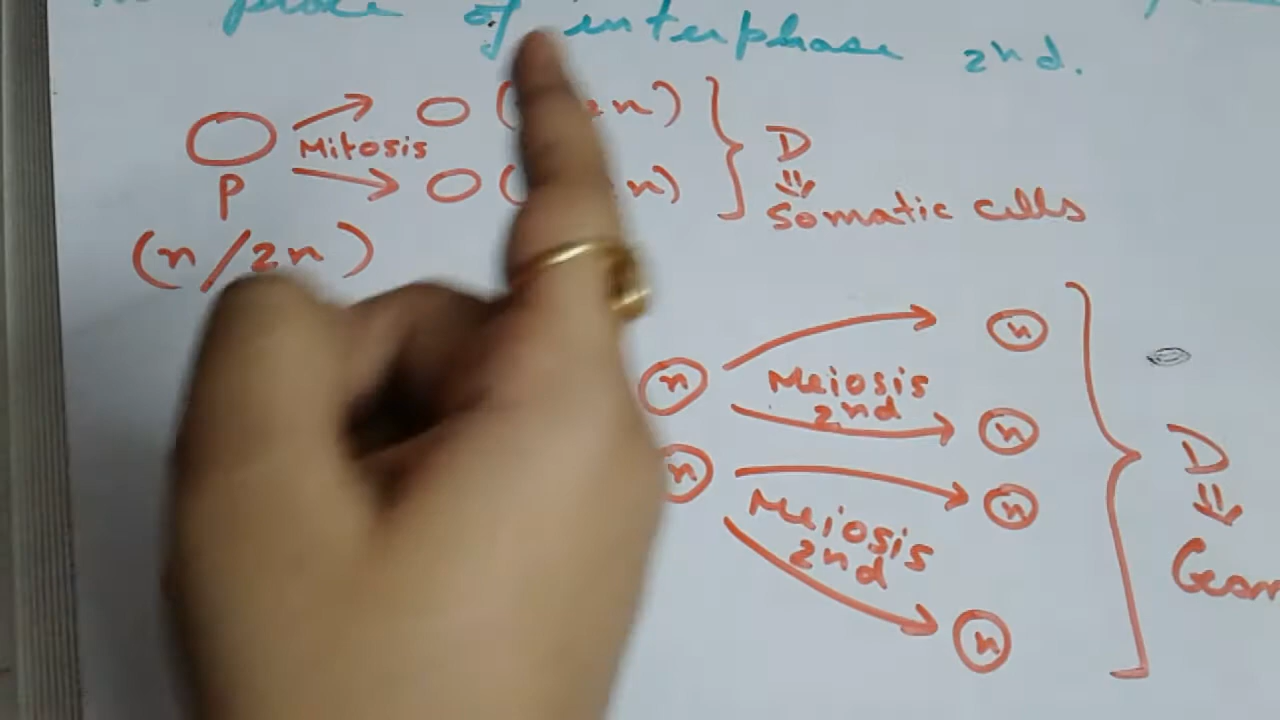 of interphase 2nd.
n)
Mitosis
D
P
n)
somatic cells
(n/2n)
n
Meiosis
2nd
n
n
n
D
n
Meiosis
2nd
n